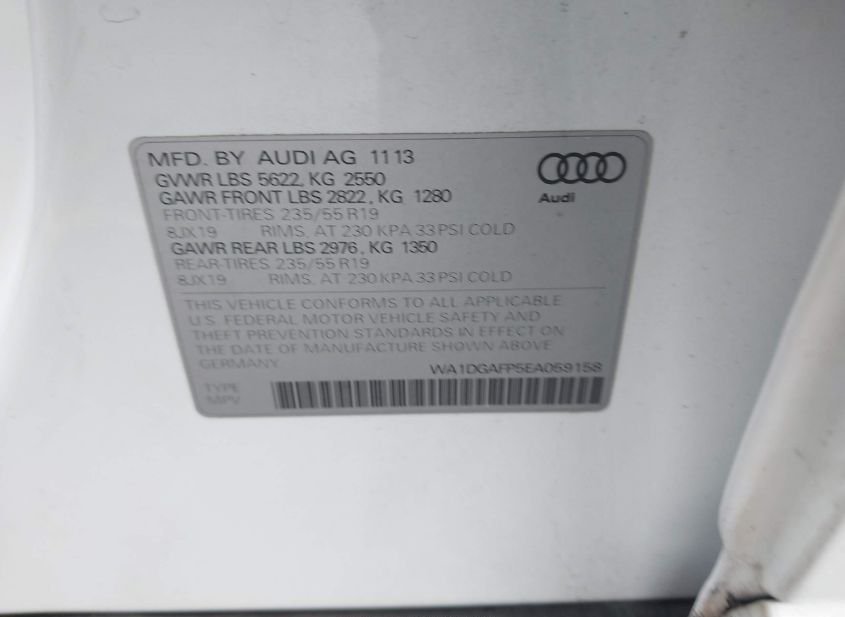 MFD. BY AUDI AG 11 13
GVWR LBS 5622, KG 2550
GAWR FRONT LBS 2822, KG 1280
FRONT-TIRES 235/55 R19
8JX19 RIMS. AT 230 KPA 33 PSI COLD
GAWR REAR LBS 2976, KG 1350
REAR-TIRES 235/55 R19
8JX19 RIMS. AT 230 KPA 33 PSI COLD
Audi
THIS VEHICLE CONFORMS TO ALL APPLICABLE
U.S. FEDERAL MOTOR VEHICLE SAFETY AND
THEFT PREVENTION STANDARDS IN EFFECT ON
THE DATE OF MANUFACTURE SHOWN ABOVE
GERMANY WA1DGAFP5EA059158
TYPE
MPV